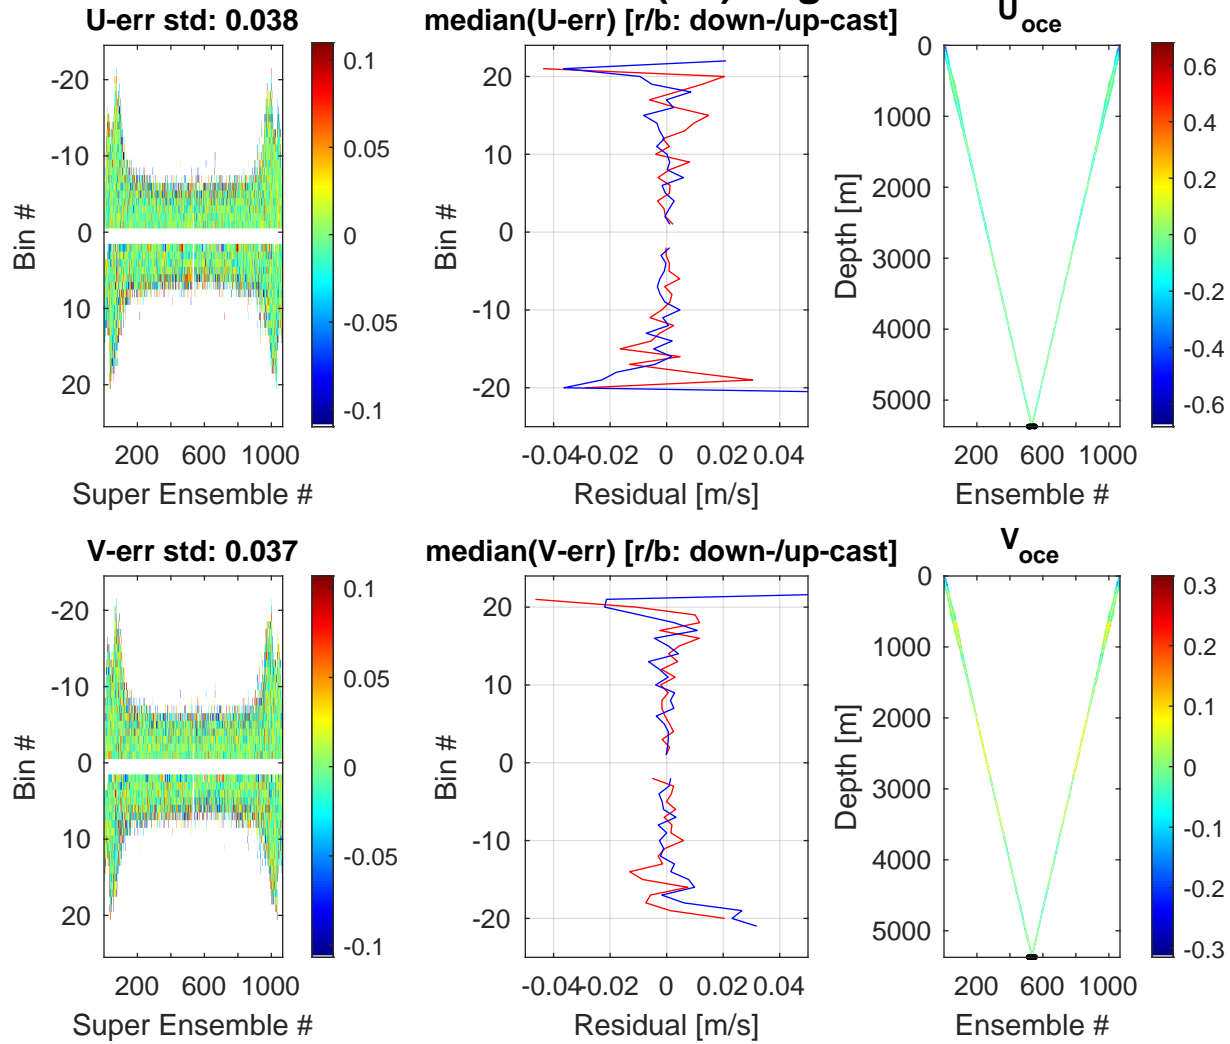 U-err std: 0.038
median(U-err) [r/b: down-/up-cast]
U_oce
-20
-10
0
10
20
Bin #
200 600 1000
Super Ensemble #
0.1
0.05
0
-0.05
-0.1
20
10
0
-10
-20
Bin #
-0.04 -0.02 0 0.02 0.04
Residual [m/s]
0
1000
2000
3000
4000
5000
Depth [m]
200 600 1000
Ensemble #
0.6
0.4
0.2
0
-0.2
-0.4
-0.6
V-err std: 0.037
median(V-err) [r/b: down-/up-cast]
V_oce
-20
-10
0
10
20
Bin #
200 600 1000
Super Ensemble #
0.1
0.05
0
-0.05
-0.1
20
10
0
-10
-20
Bin #
-0.04 -0.02 0 0.02 0.04
Residual [m/s]
0
1000
2000
3000
4000
5000
Depth [m]
200 600 1000
Ensemble #
0.3
0.2
0.1
0
-0.1
-0.2
-0.3